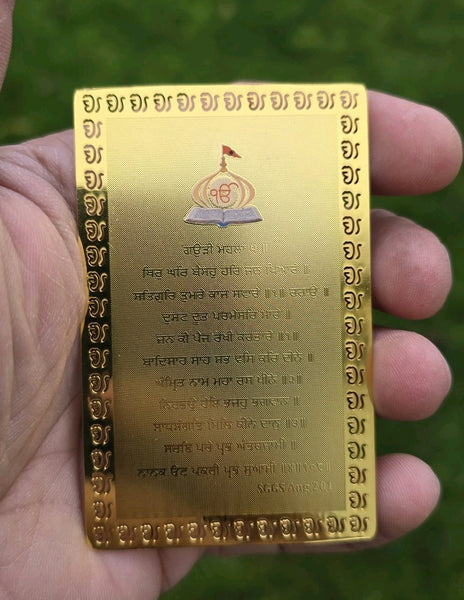 ੴ
ਗਉੜੀ ਮਹਲਾ ੫ ॥
ਥਿਰ ਘਰਿ ਬੈਸਹੁ ਹਰਿ ਜਨ ਪਿਆਰੇ ॥
ਸਤਿਗੁਰਿ ਤੁਮਰੇ ਕਾਜ ਸਵਾਰੇ ॥੧॥ ਰਹਾਉ ॥
ਦੁਸਟ ਦੂਤ ਪਰਮੇਸਰਿ ਮਾਰੇ ॥
ਜਨ ਕੀ ਪੈਜ ਰਖੀ ਕਰਤਾਰੇ ॥੧॥
ਬਾਦਿਸਾਹ ਸਾਹ ਸਭ ਵਸਿ ਕਰਿ ਦੀਨੇ ॥
ਅੰਮ੍ਰਿਤ ਨਾਮ ਮਹਾ ਰਸ ਪੀਨੇ ॥੨॥
ਨਿਰਭਉ ਹੋਇ ਭਜਹੁ ਭਗਵਾਨ ॥
ਸਾਧਸੰਗਤਿ ਮਿਲਿ ਕੀਨੋ ਦਾਨੁ ॥੩॥
ਸਰਣਿ ਪਰੇ ਪ੍ਰਭ ਅੰਤਰਜਾਮੀ ॥
ਨਾਨਕ ਓਟ ਪਕਰੀ ਪ੍ਰਭ ਸੁਆਮੀ ॥੪॥੧੦੮॥
SGGS Ang 201